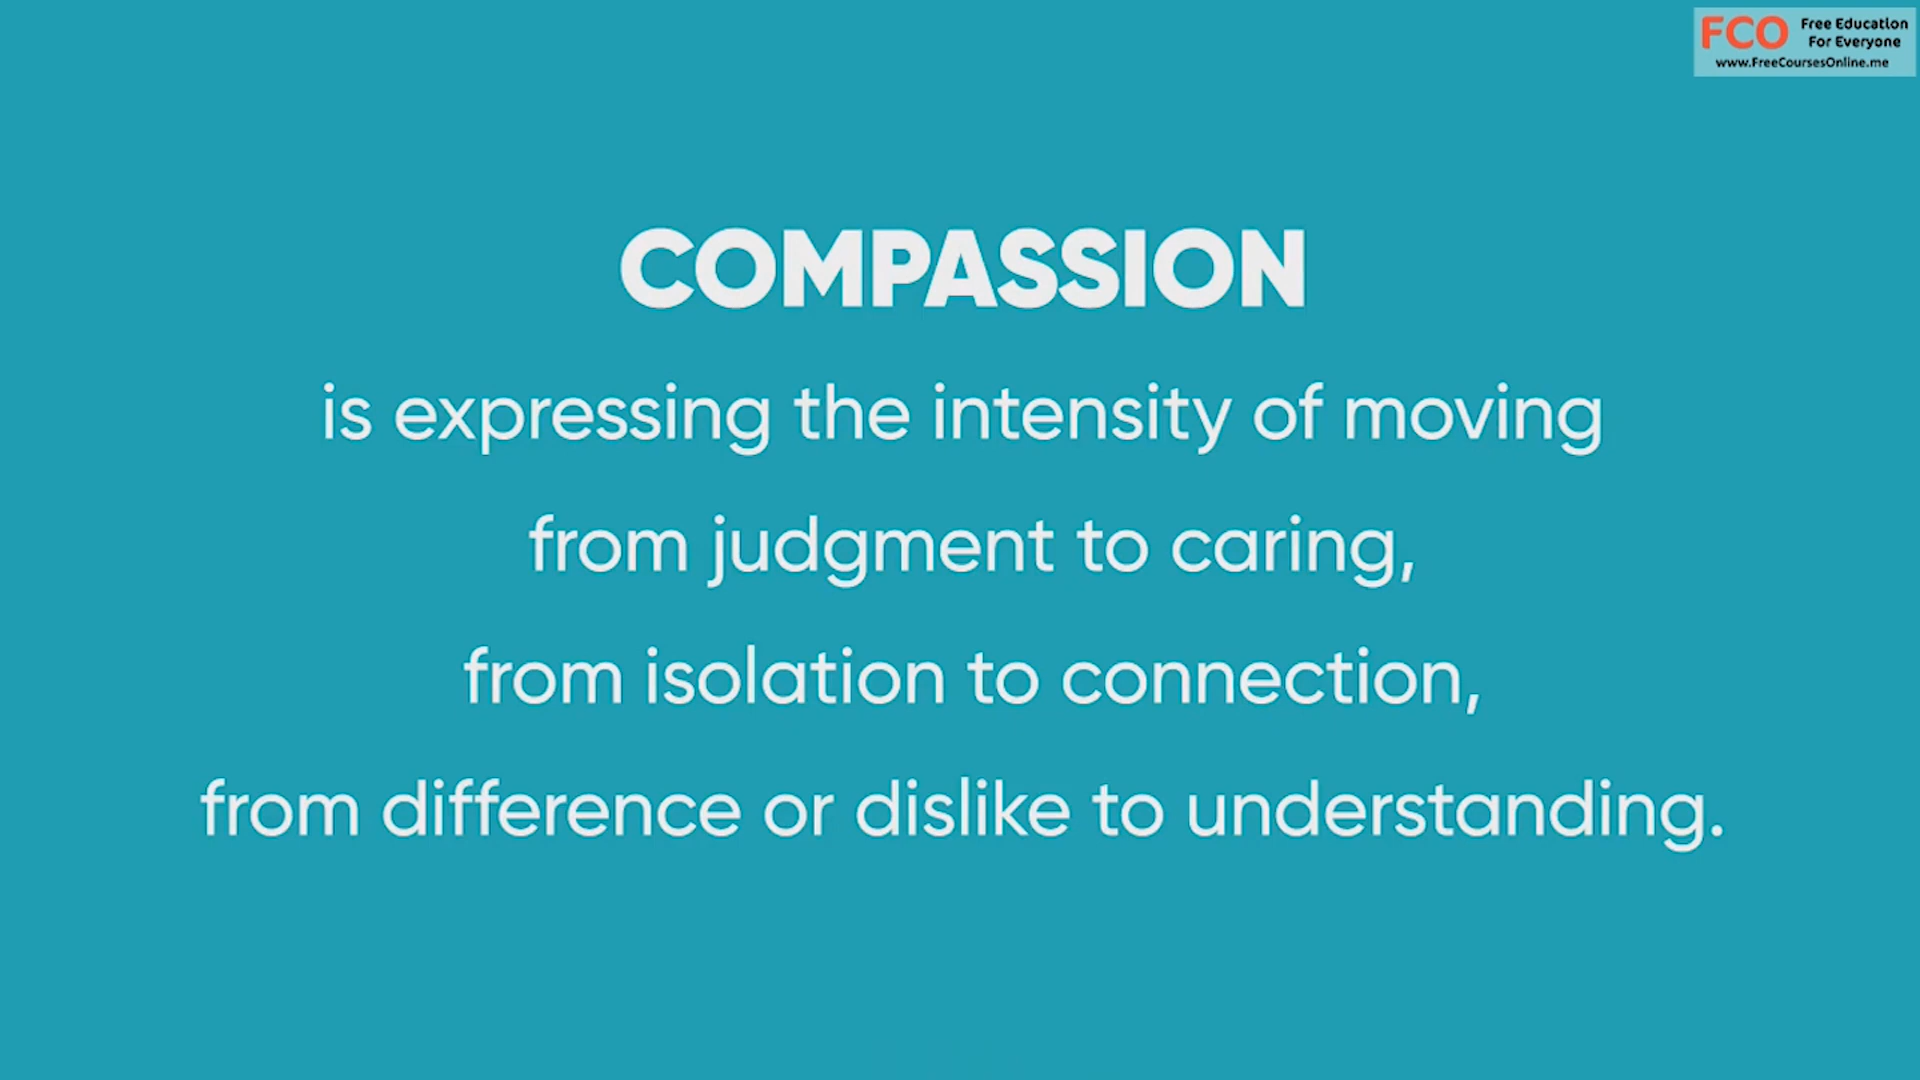 FCO Free Education
For Everyone
www.FreeCoursesOnline.me
COMPASSION
is expressing the intensity of moving
from judgment to caring,
from isolation to connection,
from difference or dislike to understanding.